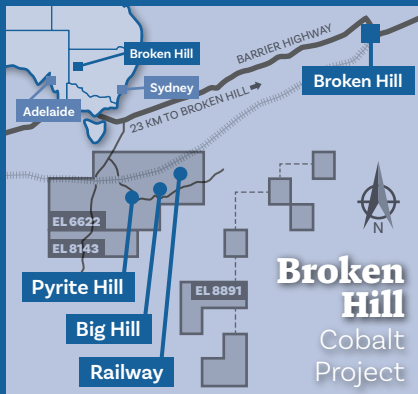 Broken Hill
Sydney
Adelaide
BARRIER HIGHWAY
Broken Hill
23 KM TO BROKEN HILL
EL 6622
EL 8143
N
Pyrite Hill
EL 8891
Big Hill
Railway
Broken
Hill
Cobalt
Project